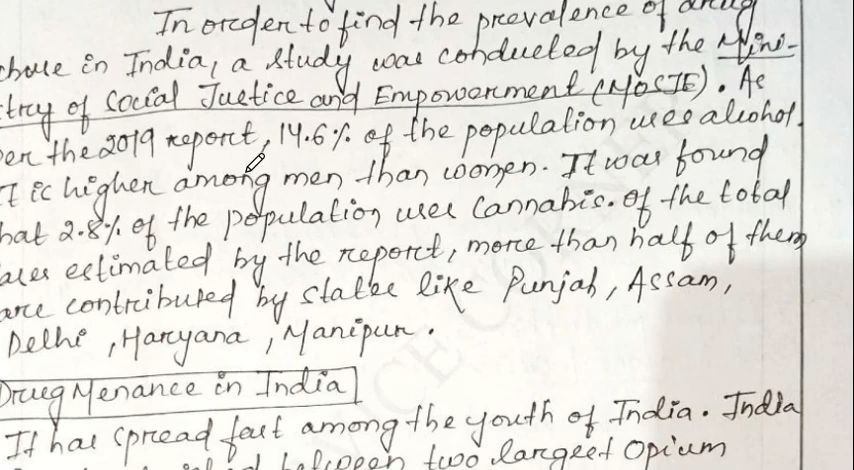 In order to find the prevalence of drug
in India, a study was conducted by the Mini-
stry of Social Justice and Empowerment (MOSJE). As
per the 2019 report, 14.6% of the population uses alcohol.
It is higher among men than women. It was found
that 2.8% of the population uses Cannabis. Of the total
cases estimated by the report, more than half of them
are contributed by states like Punjab, Assam,
Delhi, Haryana, Manipur.
Drug Menance in India
It has spread fast among the youth of India. India
between two largest Opium